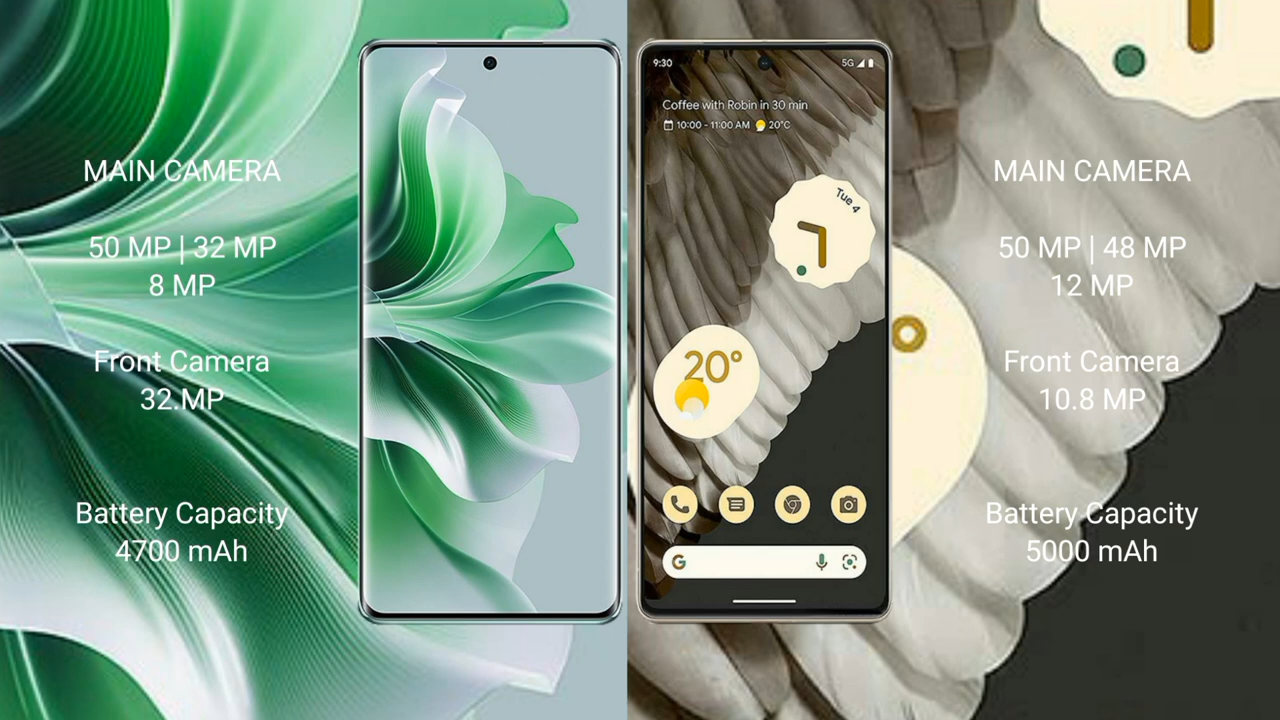 MAIN CAMERA
50 MP | 32 MP
8 MP
Front Camera
32.MP
Battery Capacity
4700 mAh
9:30
5G
Coffee with Robin in 30 min
10:00 - 11:00 AM 20°C
Tue 4
20°
G
MAIN CAMERA
50 MP | 48 MP
12 MP
Front Camera
10.8 MP
Battery Capacity
5000 mAh